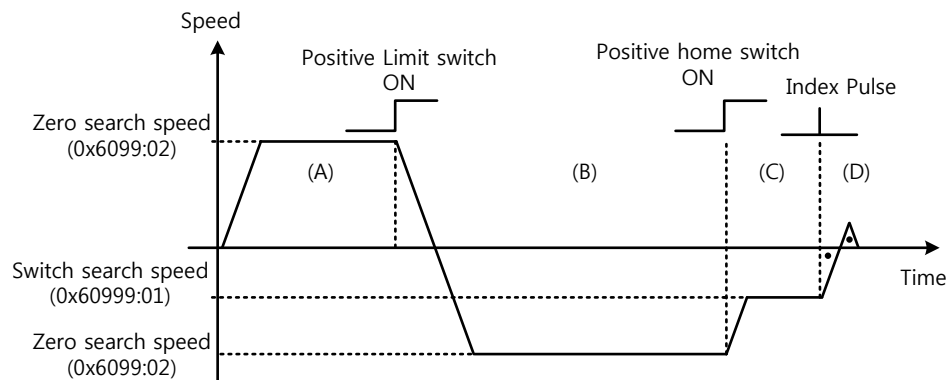 Speed
Positive Limit switch
ON
Positive home switch
ON
Index Pulse
Zero search speed
(0x6099:02)
(A)
(B)
(C)
(D)
Switch search speed
(0x60999:01)
Time
Zero search speed
(0x6099:02)